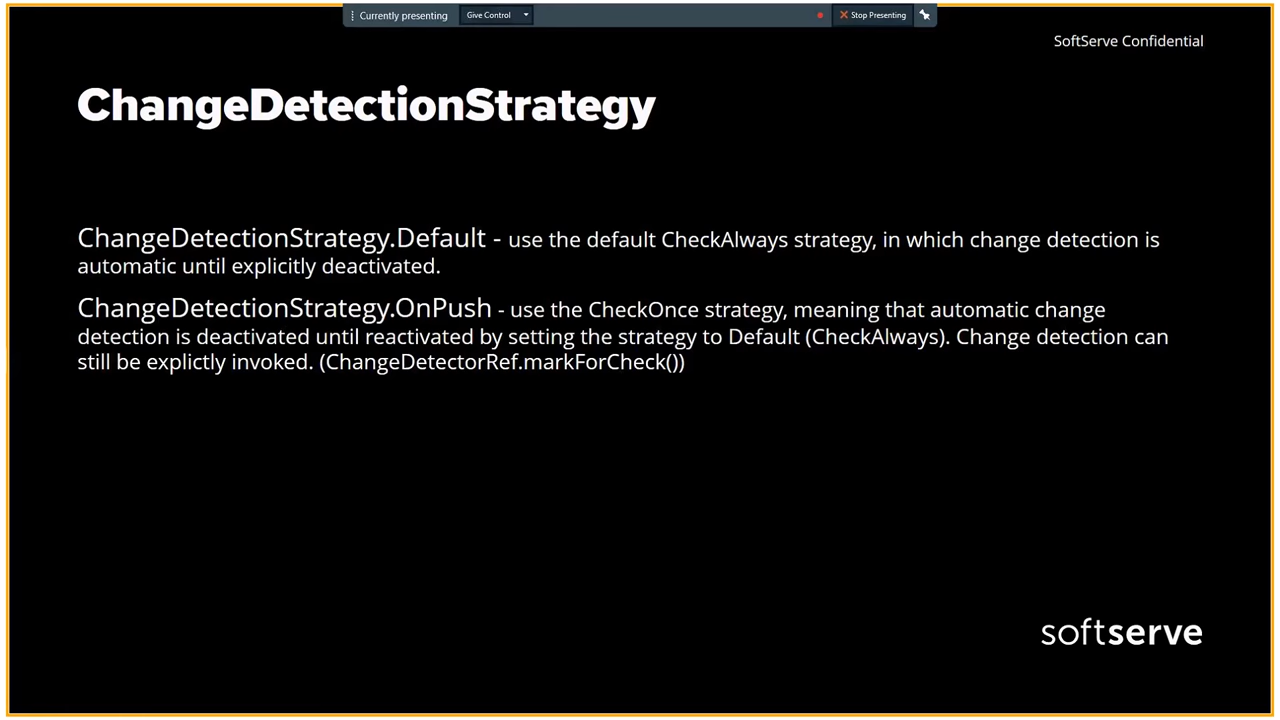 Currently presenting Give Control Stop Presenting
SoftServe Confidential
ChangeDetectionStrategy
ChangeDetectionStrategy.Default - use the default CheckAlways strategy, in which change detection is
automatic until explicitly deactivated.
ChangeDetectionStrategy.OnPush - use the CheckOnce strategy, meaning that automatic change
detection is deactivated until reactivated by setting the strategy to Default (CheckAlways). Change detection can
still be explictly invoked. (ChangeDetectorRef.markForCheck())
softserve